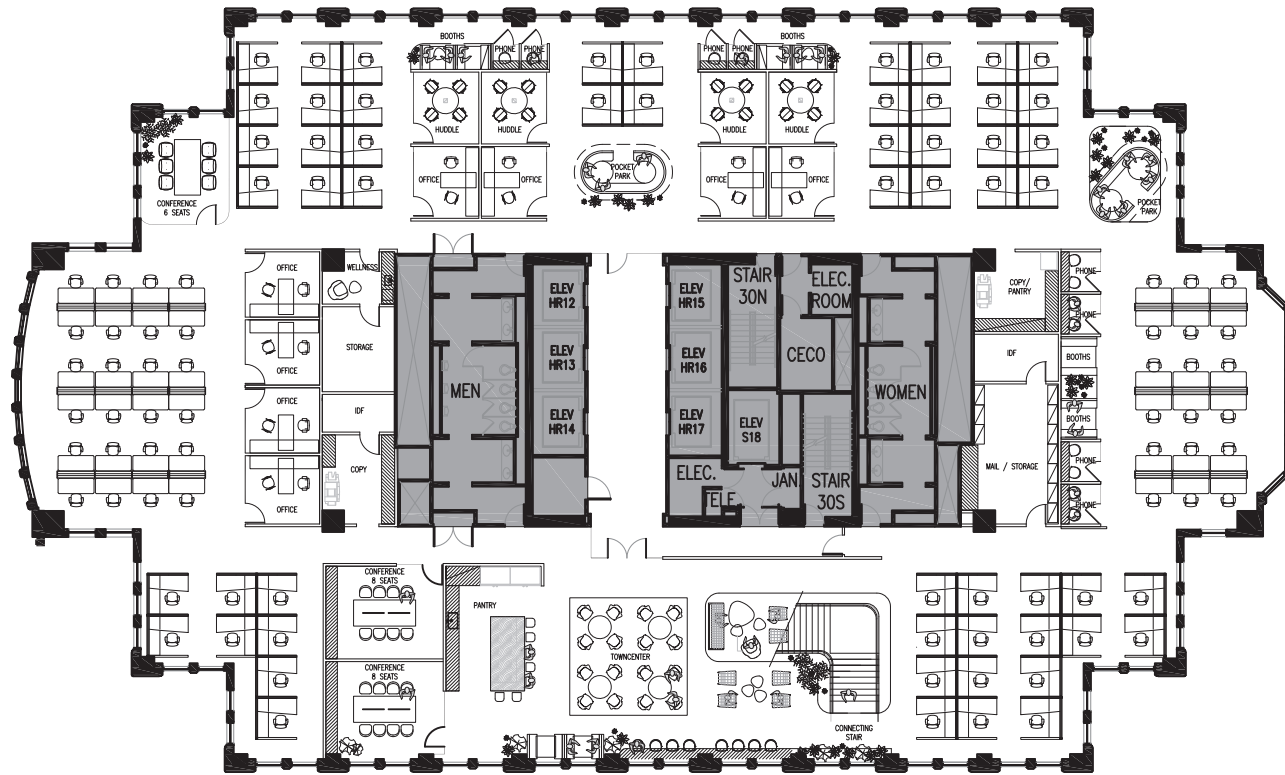 BOOTHS
PHONE
PHONE
PHONE
PHONE
BOOTHS
HUDDLE
HUDDLE
HUDDLE
HUDDLE
OFFICE
OFFICE
POCKET
PARK
OFFICE
OFFICE
CONFERENCE
6 SEATS
POCKET
PARK
OFFICE
WELLNESS
OFFICE
STORAGE
OFFICE
IDF
COPY
OFFICE
MEN
ELEV
HR12
ELEV
HR13
ELEV
HR14
ELEV
HR15
ELEV
HR16
ELEV
HR17
STAIR
30N
ELEC.
ROOM
CECO
ELEV
S18
ELEC.
TELE
JAN.
STAIR
30S
WOMEN
COPY/
PANTRY
IDF
MAIL / STORAGE
PHONE
PHONE
BOOTHS
BOOTHS
PHONE
PHONE
CONFERENCE
8 SEATS
CONFERENCE
8 SEATS
PANTRY
TOWNCENTER
CONNECTING
STAIR